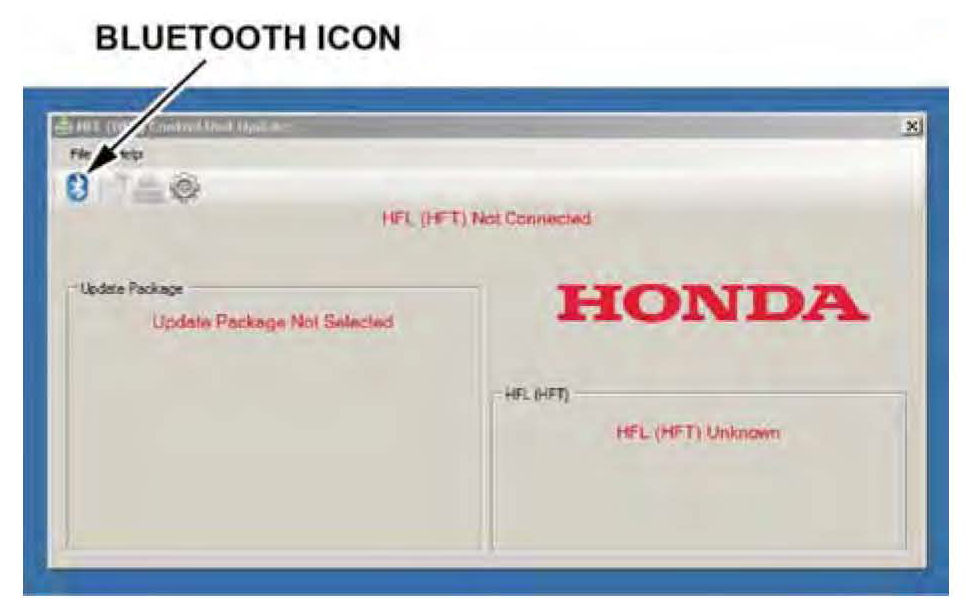 BLUETOOTH ICON
HFL (HFT) Control Unit Updater
File Help
HFL (HFT) Not Connected
Update Package
Update Package Not Selected
HONDA
HFL (HFT)
HFL (HFT) Unknown